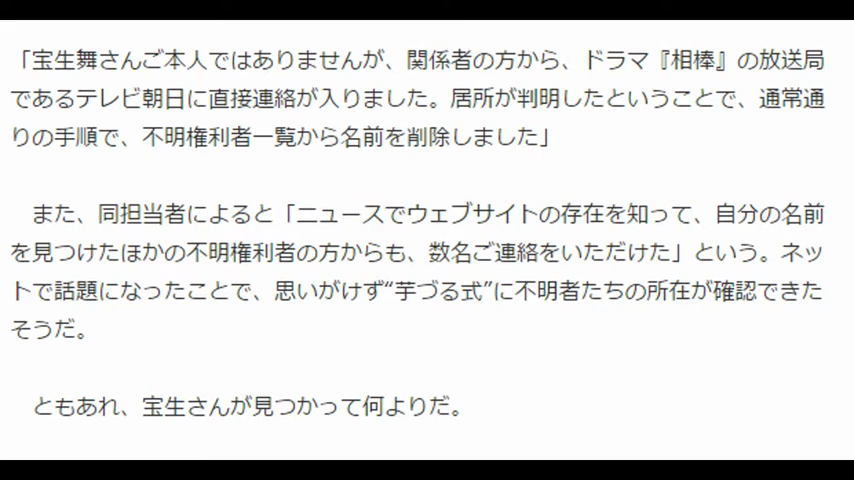 「宝生舞さんご本人ではありませんが、関係者の方から、ドラマ『相棒』の放送局
であるテレビ朝日に直接連絡が入りました。居所が判明したということで、通常通
りの手順で、不明権利者一覧から名前を削除しました」
また、同担当者によると「ニュースでウェブサイトの存在を知って、自分の名前
を見つけたほかの不明権利者の方からも、数名ご連絡をいただけた」という。ネッ
トで話題になったことで、思いがけず“芋づる式”に不明者たちの所在が確認できた
そうだ。
ともあれ、宝生さんが見つかって何よりだ。